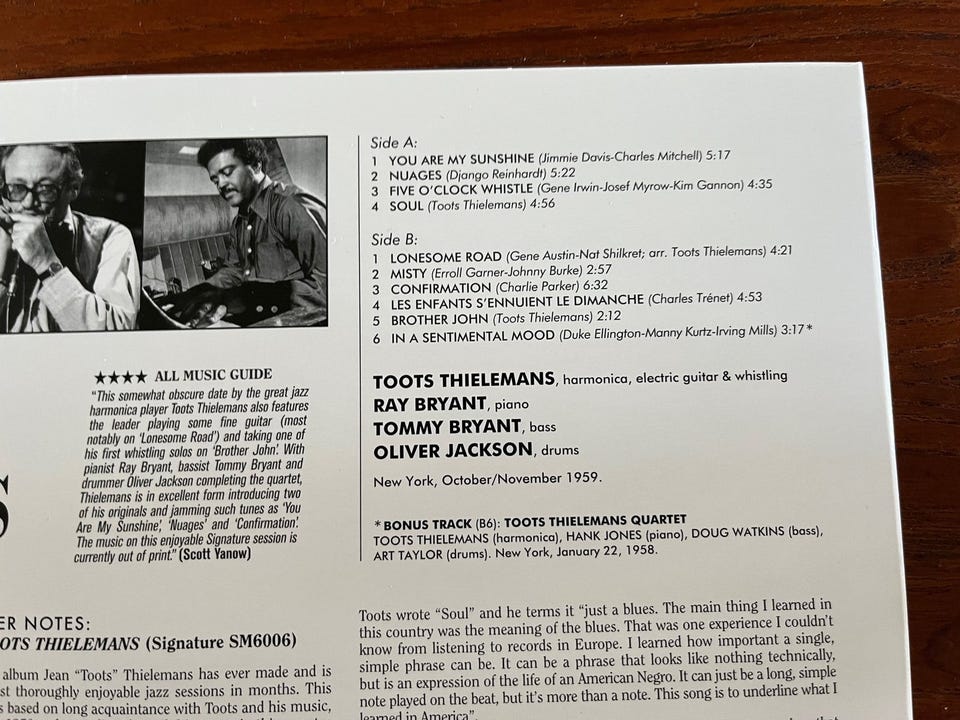 Side A:
1 YOU ARE MY SUNSHINE (Jimmie Davis-Charles Mitchell) 5:17
2 NUAGES (Django Reinhardt) 5:22
3 FIVE O'CLOCK WHISTLE (Gene Irwin-Josef Myrow-Kim Gannon) 4:35
4 SOUL (Toots Thielemans) 4:56
Side B:
1 LONESOME ROAD (Gene Austin-Nat Shilkret; arr. Toots Thielemans) 4:21
2 MISTY (Erroll Garner-Johnny Burke) 2:57
3 CONFIRMATION (Charlie Parker) 6:32
4 LES ENFANTS S'ENNUIENT LE DIMANCHE (Charles Trénet) 4:53
5 BROTHER JOHN (Toots Thielemans) 2:12
6 IN A SENTIMENTAL MOOD (Duke Ellington-Manny Kurtz-Irving Mills) 3:17*
TOOTS THIELEMANS, harmonica, electric guitar & whistling
RAY BRYANT, piano
TOMMY BRYANT, bass
OLIVER JACKSON, drums
New York, October/November 1959.
*BONUS TRACK (B6): TOOTS THIELEMANS QUARTET
TOOTS THIELEMANS (harmonica), HANK JONES (piano), DOUG WATKINS (bass),
ART TAYLOR (drums). New York, January 22, 1958.
★★★★ ALL MUSIC GUIDE
"This somewhat obscure date by the great jazz
harmonica player Toots Thielemans also features
the leader playing some fine guitar (most
notably on 'Lonesome Road') and taking one of
his first whistling solos on 'Brother John'. With
pianist Ray Bryant, bassist Tommy Bryant and
drummer Oliver Jackson completing the quartet,
Thielemans is in excellent form introducing two
of his originals and jamming such tunes as 'You
Are My Sunshine', 'Nuages' and 'Confirmation'.
The music on this enjoyable Signature session is
currently out of print." (Scott Yanow)
S
ER NOTES:
OOTS THIELEMANS (Signature SM6006)
album Jean "Toots" Thielemans has ever made and is
st thoroughly enjoyable jazz sessions in months. This
s based on long acquaintance with Toots and his music,
Toots wrote "Soul" and he terms it "just a blues. The main thing I learned in
this country was the meaning of the blues. That was one experience I couldn't
know from listening to records in Europe. I learned how important a single,
simple phrase can be. It can be a phrase that looks like nothing technically,
but is an expression of the life of an American Negro. It can just be a long, simple
note played on the beat, but it's more than a note. This song is to underline what I
learned in America".